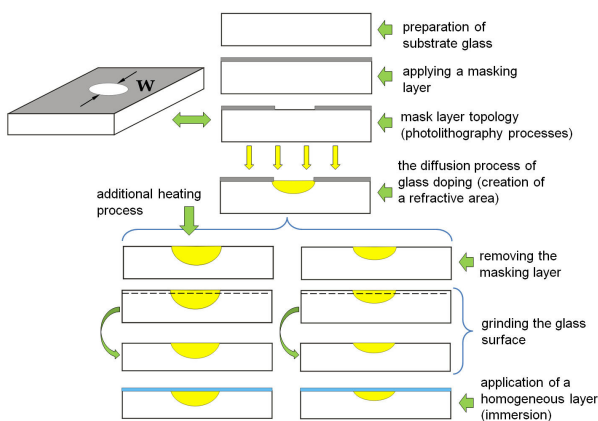 preparation of
substrate glass
applying a masking
layer
W
mask layer topology
(photolithography processes)
the diffusion process of
glass doping (creation of
a refractive area)
additional heating
process
removing the
masking layer
grinding the glass
surface
application of a
homogeneous layer
(immersion)